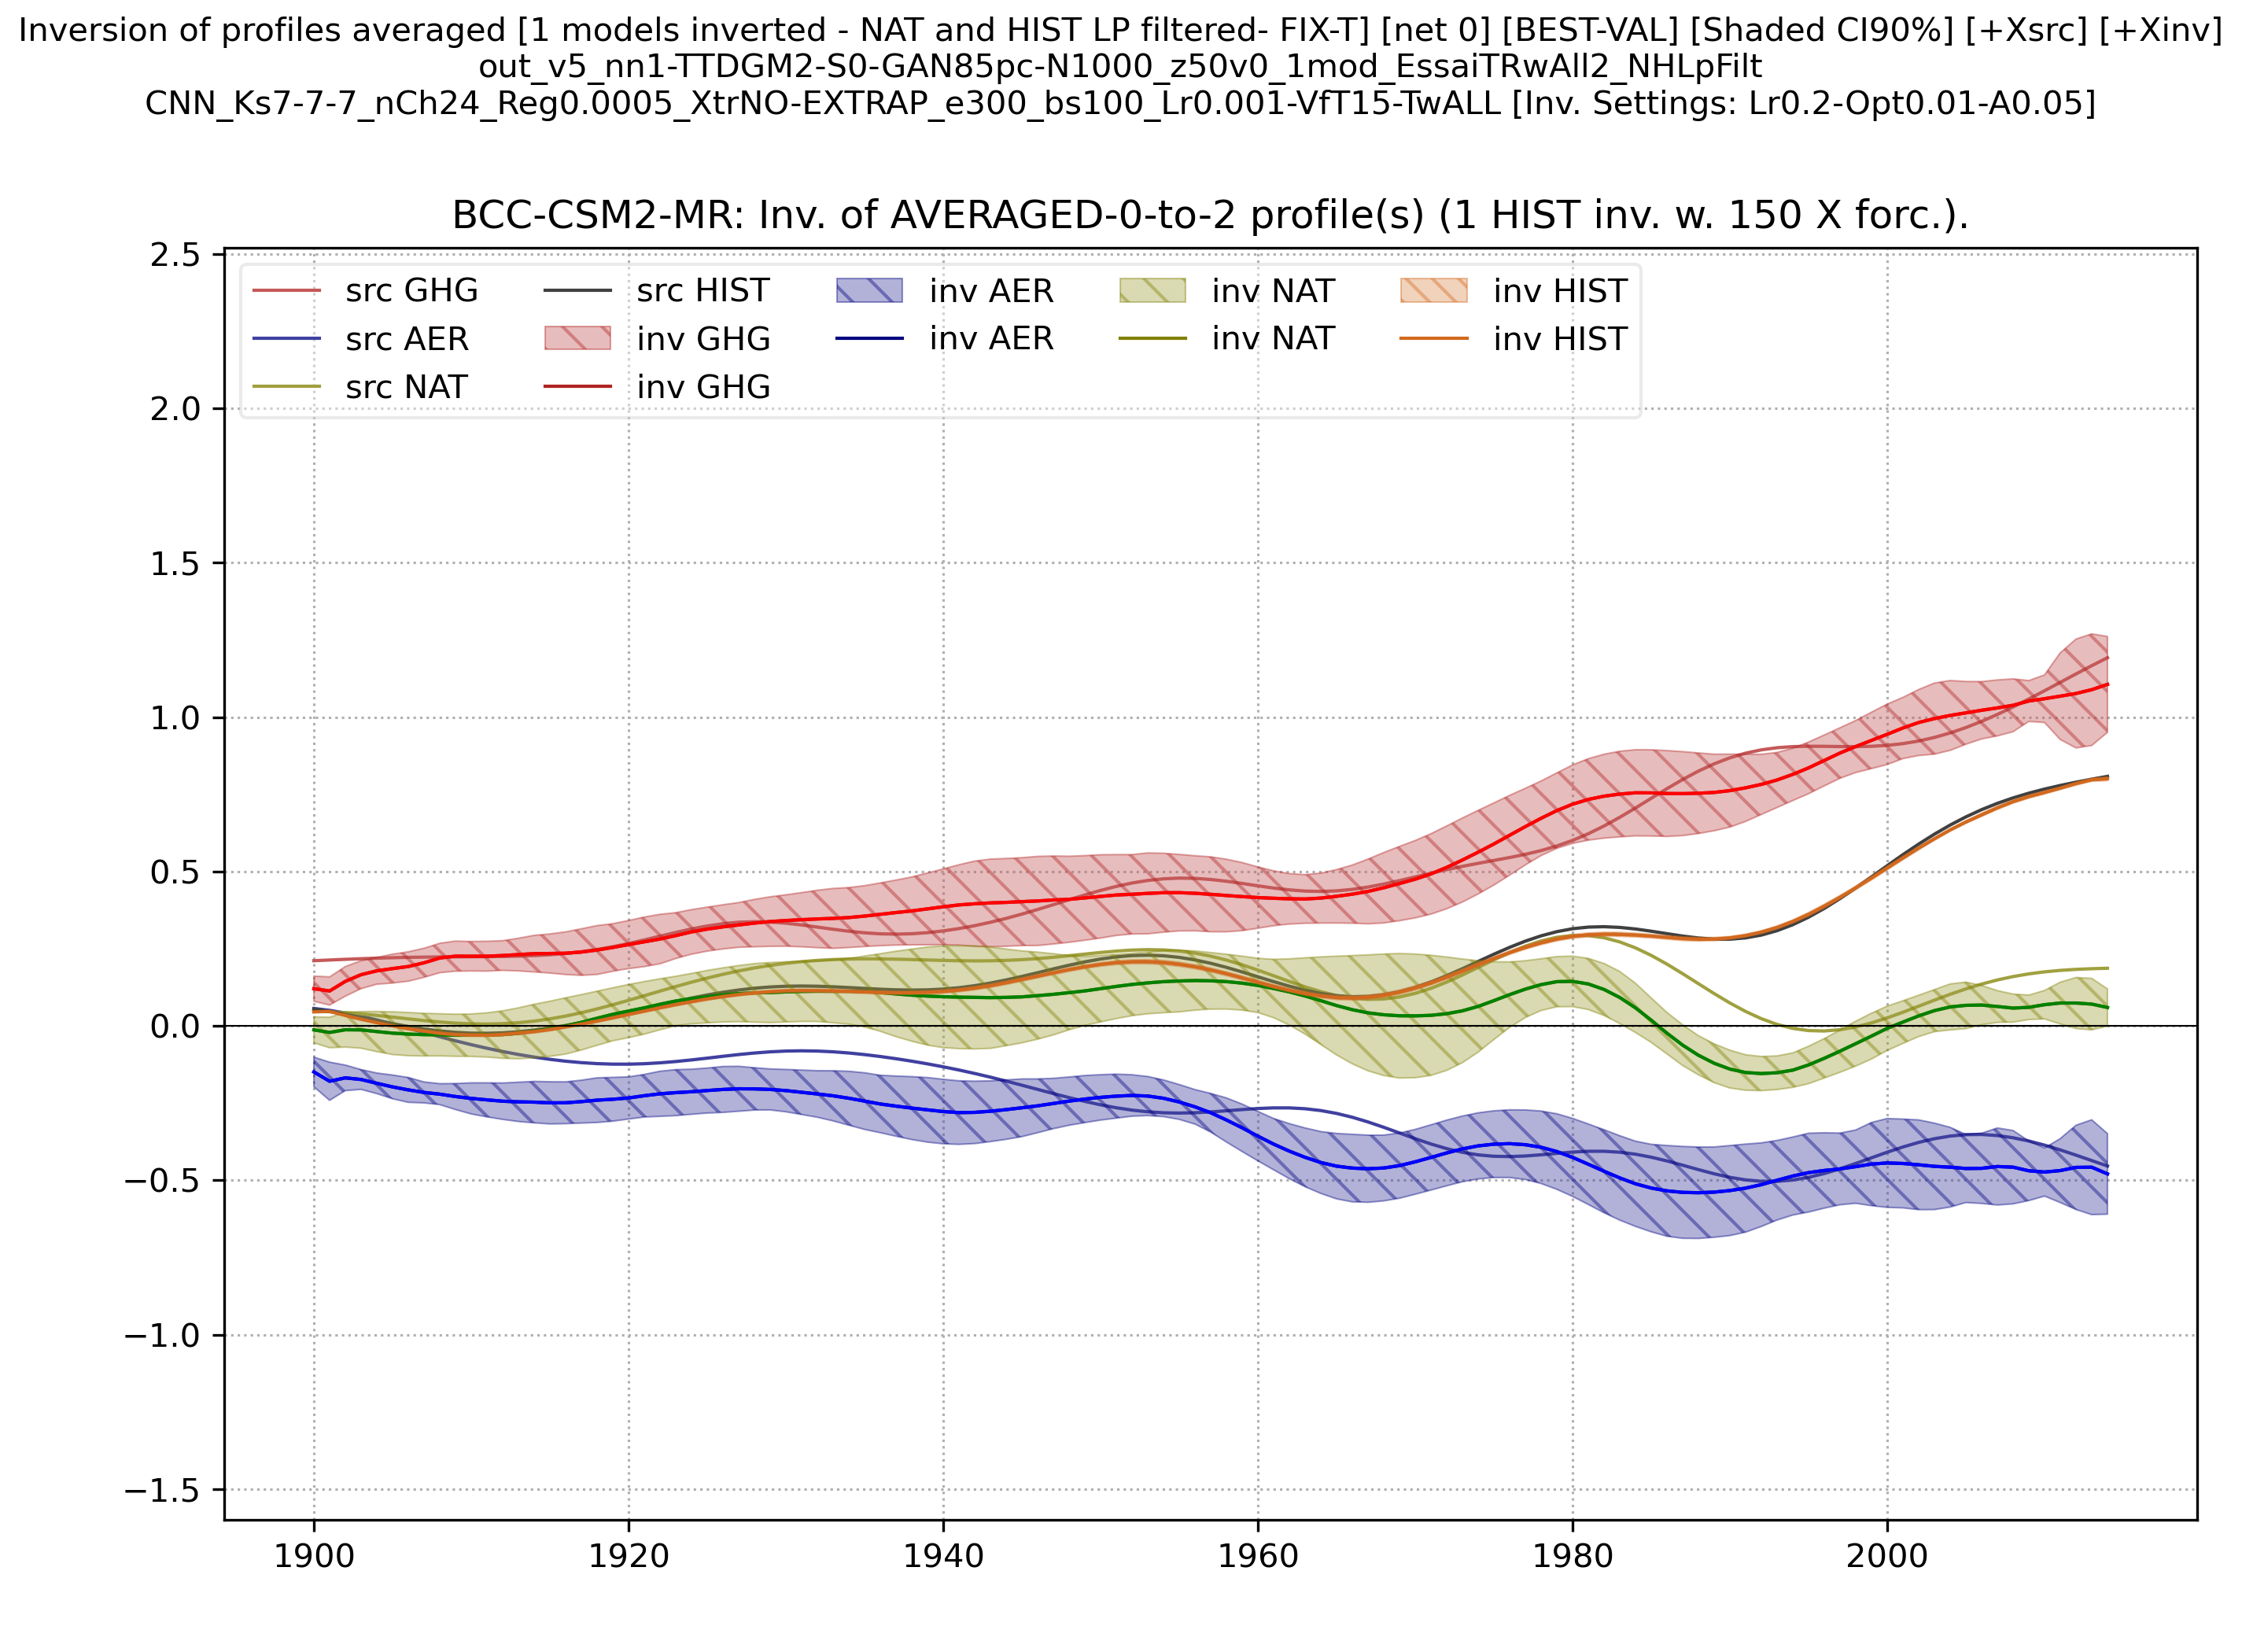 Inversion of profiles averaged [1 models inverted - NAT and HIST LP filtered- FIX-T] [net 0] [BEST-VAL] [Shaded CI90%] [+Xsrc] [+Xinv]
out_v5_nn1-TTDGM2-S0-GAN85pc-N1000_z50v0_1mod_EssaiTRwAll2_NHLpFilt
CNN_Ks7-7-7_nCh24_Reg0.0005_XtrNO-EXTRAP_e300_bs100_Lr0.001-VfT15-TwALL [Inv. Settings: Lr0.2-Opt0.01-A0.05]
BCC-CSM2-MR: Inv. of AVERAGED-0-to-2 profile(s) (1 HIST inv. w. 150 X forc.).
src GHG
src AER
src NAT
src HIST
inv GHG
inv GHG
inv AER
inv AER
inv NAT
inv NAT
inv HIST
inv HIST
2.5
2.0
1.5
1.0
0.5
0.0
−0.5
−1.0
−1.5
1900 1920 1940 1960 1980 2000